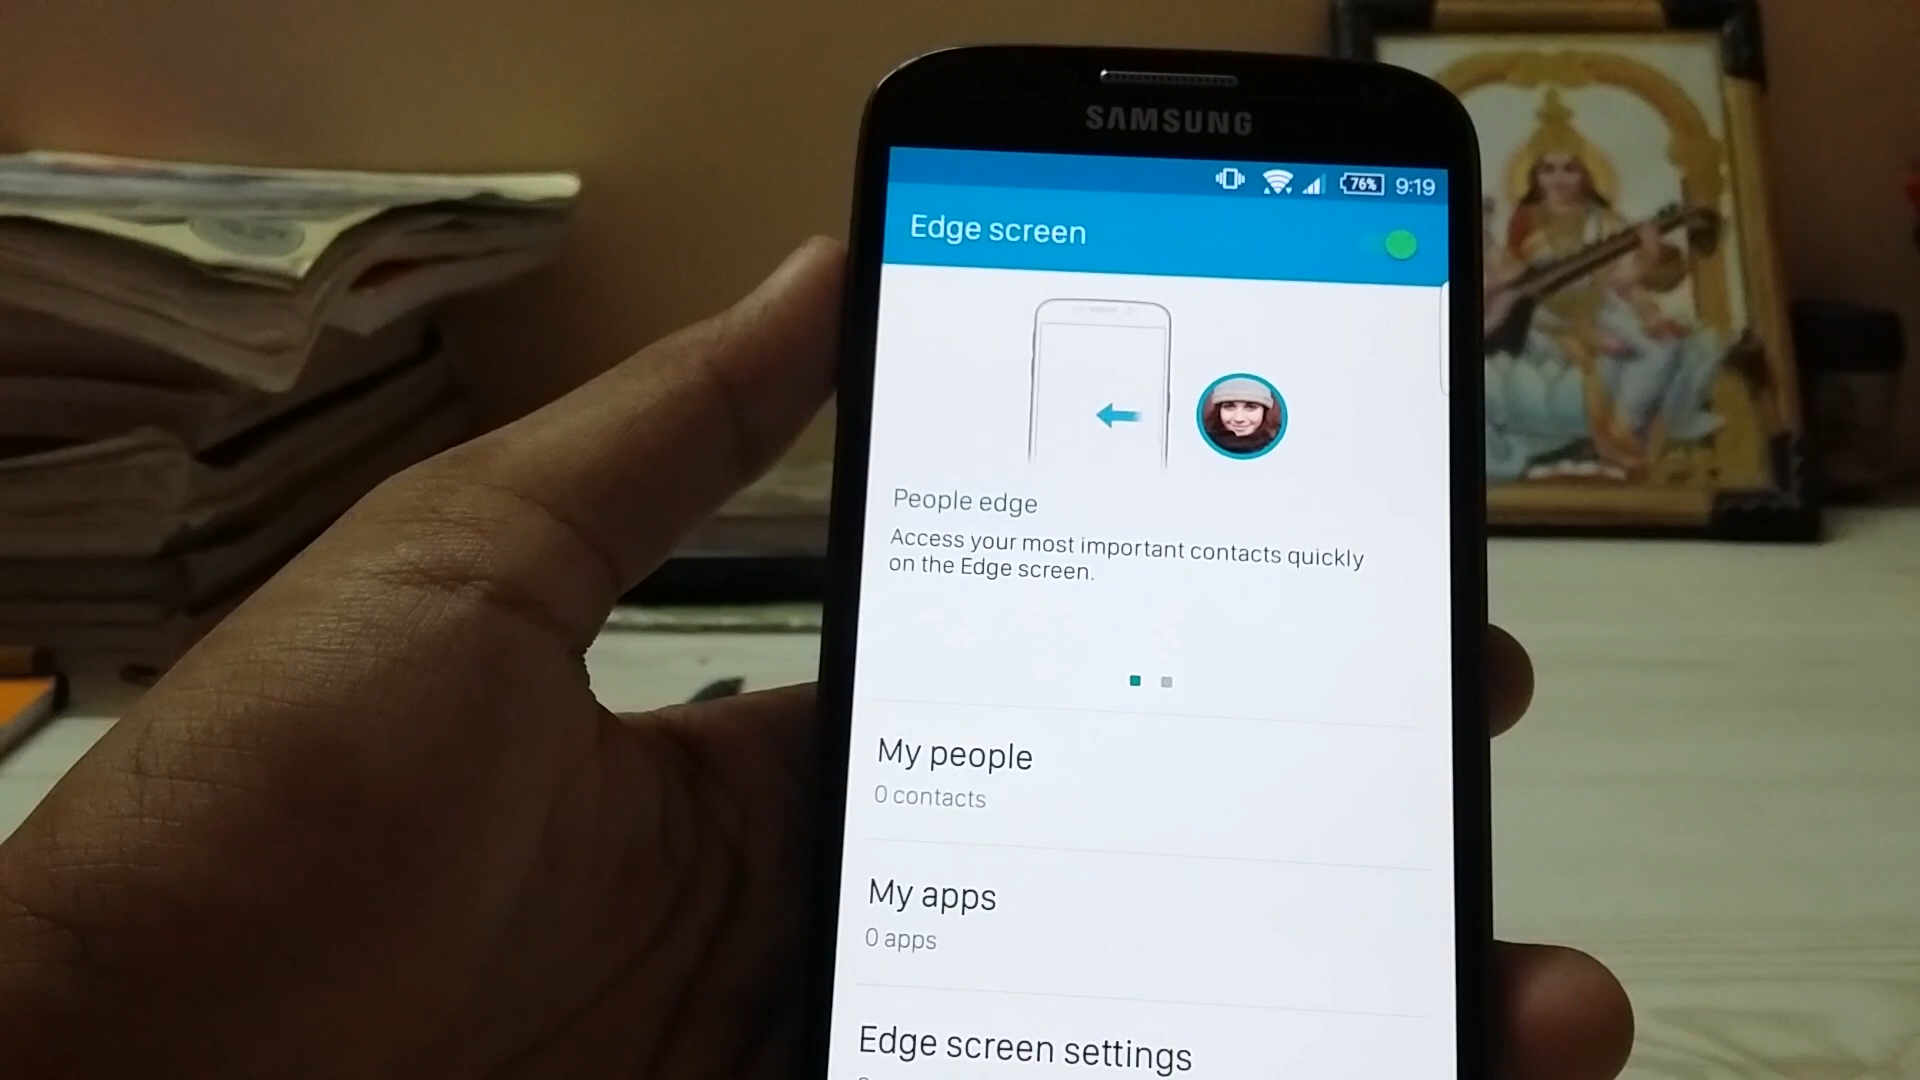 SAMSUNG
76% 9:19
Edge screen
People edge
Access your most important contacts quickly
on the Edge screen.
My people
0 contacts
My apps
0 apps
Edge screen settings